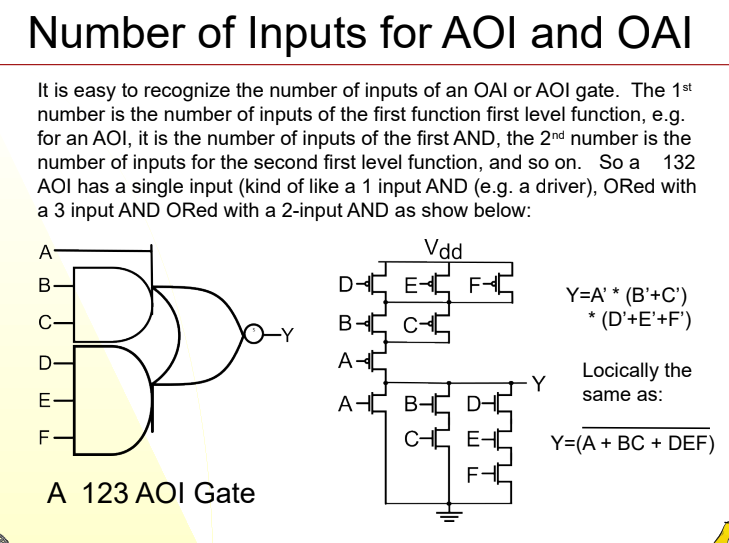 Number of Inputs for AOI and OAI
It is easy to recognize the number of inputs of an OAI or AOI gate. The 1st
number is the number of inputs of the first function first level function, e.g.
for an AOI, it is the number of inputs of the first AND, the 2nd number is the
number of inputs for the second first level function, and so on. So a 132
AOI has a single input (kind of like a 1 input AND (e.g. a driver), ORed with
a 3 input AND ORed with a 2-input AND as show below:
A
B
C
D
E
F
Y
A 123 AOI Gate
Vdd
D E F
B C
A
Y
A B D
C E
F
Y=A' * (B'+C')
* (D'+E'+F')
Locically the
same as:
Y=(A + BC + DEF)